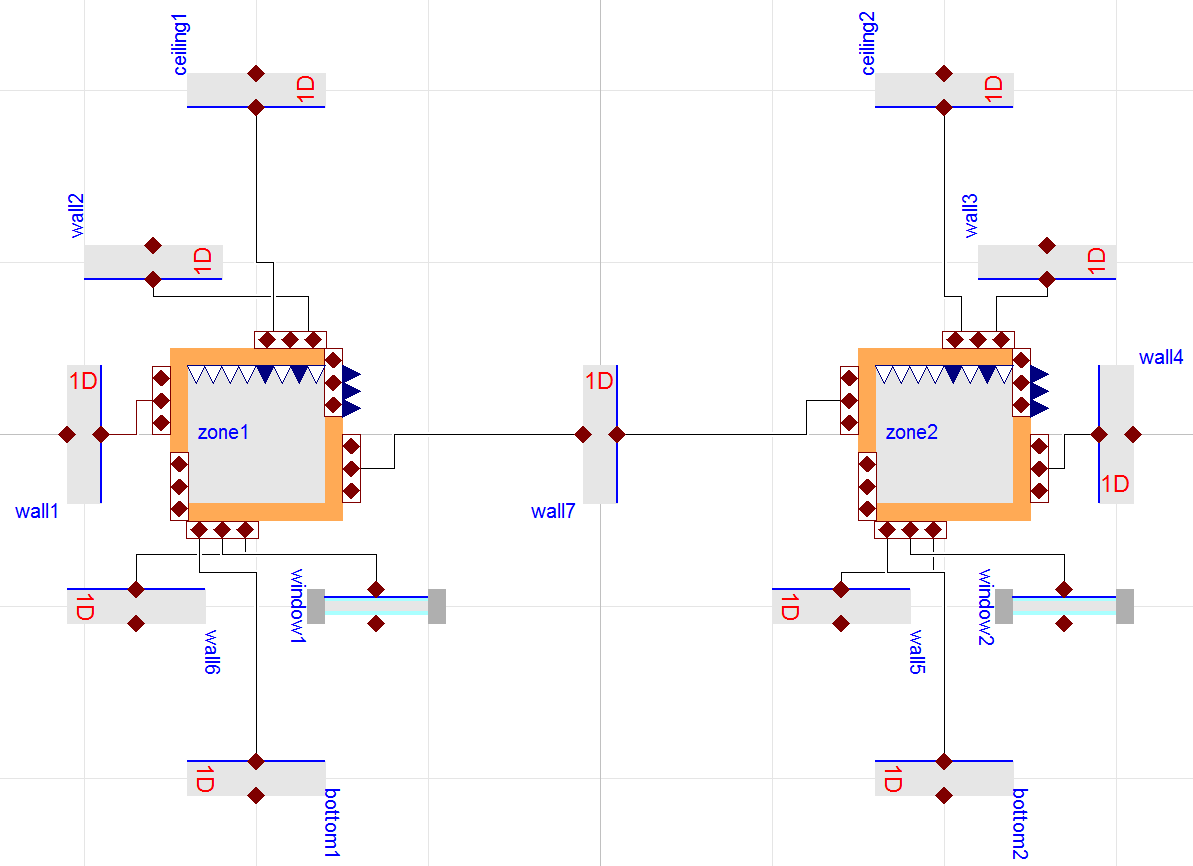 ceiling1
1D
ceiling2
1D
wall2
1D
wall3
1D
1D
wall1
zone1
1D
wall7
zone2
wall4
1D
1D
wall6
window1
1D
wall5
window2
1D
bottom1
1D
bottom2